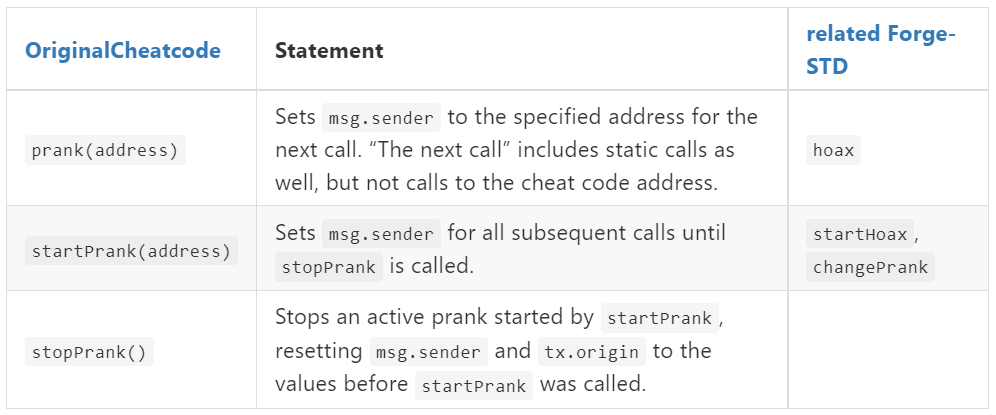 OriginalCheatcode
Statement
related Forge-
STD
prank(address)
Sets msg.sender to the specified address for the
next call. “The next call” includes static calls as
well, but not calls to the cheat code address.
hoax
startPrank(address)
Sets msg.sender for all subsequent calls until
stopPrank is called.
startHoax,
changePrank
stopPrank()
Stops an active prank started by startPrank,
resetting msg.sender and tx.origin to the
values before startPrank was called.